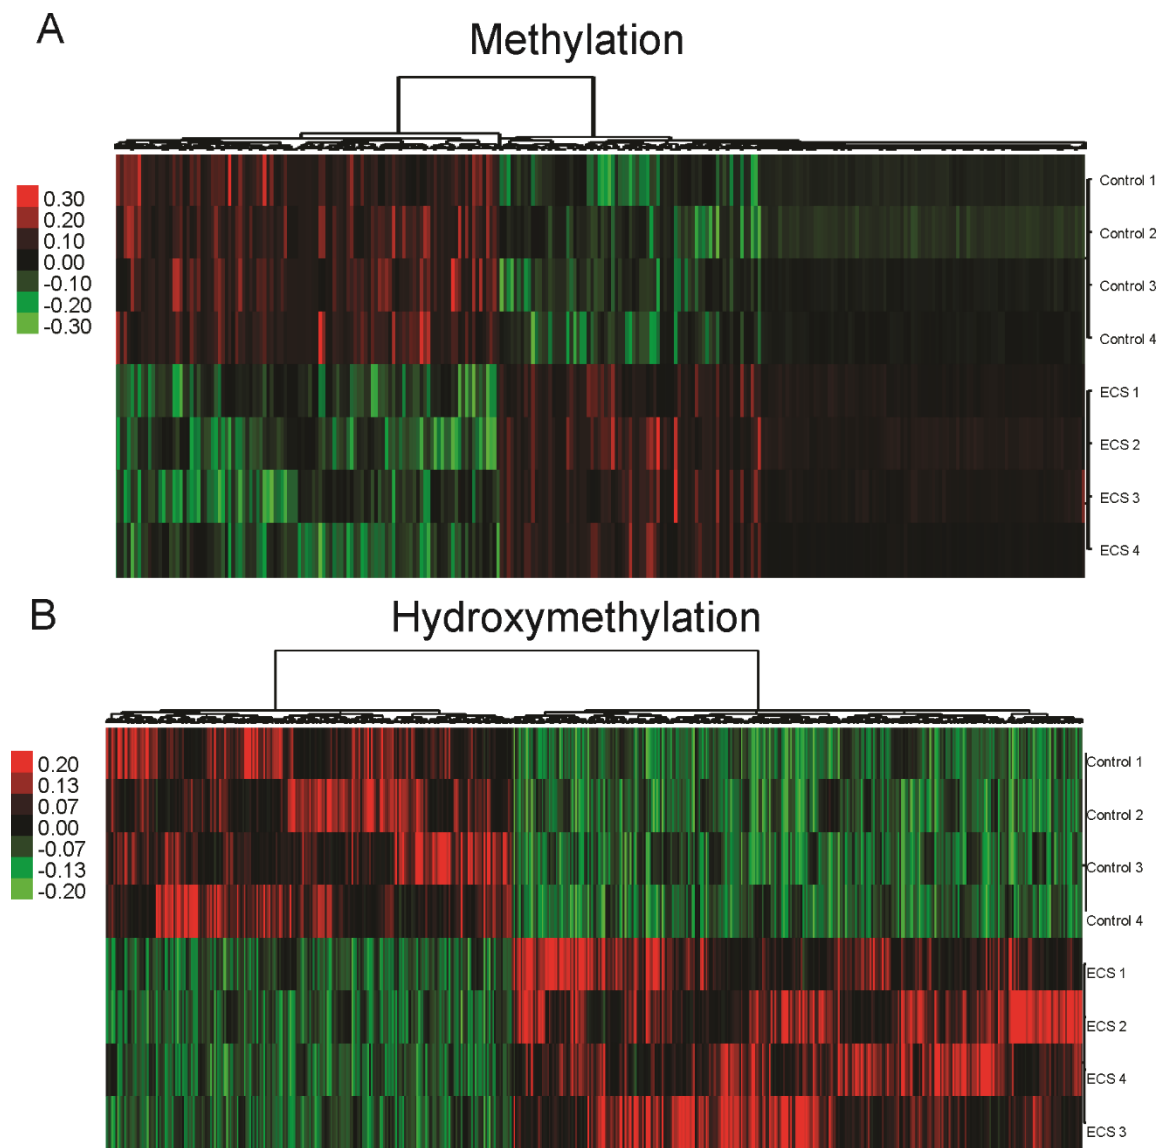 A
Methylation
0.30
0.20
0.10
0.00
-0.10
-0.20
-0.30
Control 1
Control 2
Control 3
Control 4
ECS 1
ECS 2
ECS 3
ECS 4
B
Hydroxymethylation
0.20
0.13
0.07
0.00
-0.07
-0.13
-0.20
Control 1
Control 2
Control 3
Control 4
ECS 1
ECS 2
ECS 4
ECS 3